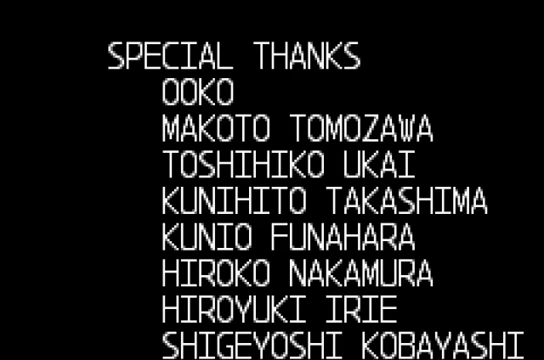 SPECIAL THANKS
OOKO
MAKOTO TOMOZAWA
TOSHIHIKO UKAI
KUNIHITO TAKASHIMA
KUNIO FUNAHARA
HIROKO NAKAMURA
HIROYUKI IRIE
SHIGEYOSHI KOBAYASHI